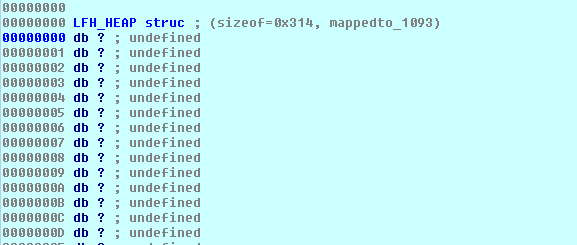 00000000
00000000 LFH_HEAP struc ; (sizeof=0x314, mappedto_1093)
00000000 db ? ; undefined
00000001 db ? ; undefined
00000002 db ? ; undefined
00000003 db ? ; undefined
00000004 db ? ; undefined
00000005 db ? ; undefined
00000006 db ? ; undefined
00000007 db ? ; undefined
00000008 db ? ; undefined
00000009 db ? ; undefined
0000000A db ? ; undefined
0000000B db ? ; undefined
0000000C db ? ; undefined
0000000D db ? ; undefined